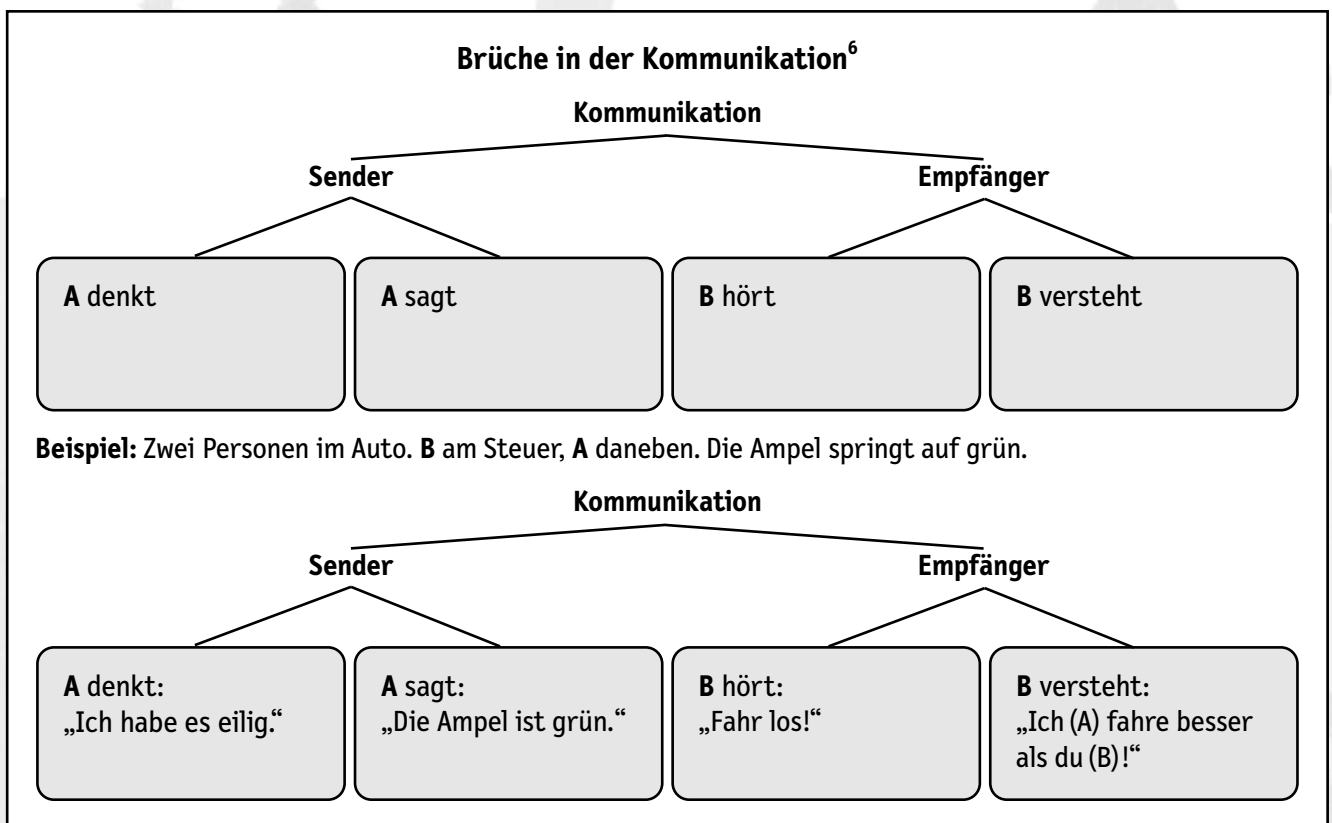 Brüche in der Kommunikation⁶
Kommunikation
Sender Empfänger
A denkt A sagt B hört B versteht
Beispiel: Zwei Personen im Auto. B am Steuer, A daneben. Die Ampel springt auf grün.
Kommunikation
Sender Empfänger
A denkt:
„Ich habe es eilig.“
A sagt:
„Die Ampel ist grün.“
B hört:
„Fahr los!“
B versteht:
„Ich (A) fahre besser
als du (B)!“